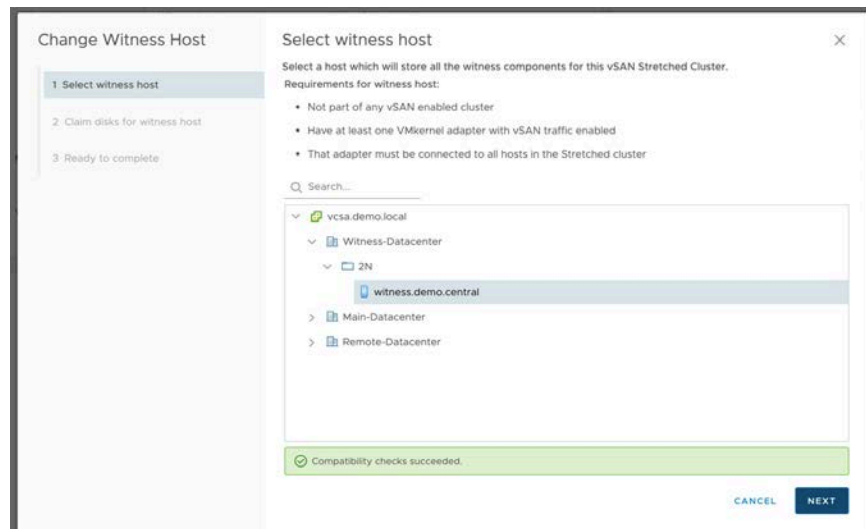 Change Witness Host
1 Select witness host
2 Claim disks for witness host
3 Ready to complete
Select witness host
Select a host which will store all the witness components for this vSAN Stretched Cluster.
Requirements for witness host:
• Not part of any vSAN enabled cluster
• Have at least one VMkernel adapter with vSAN traffic enabled
• That adapter must be connected to all hosts in the Stretched cluster
Search...
vcsa.demo.local
Witness-Datacenter
2N
witness.demo.central
Main-Datacenter
Remote-Datacenter
Compatibility checks succeeded.
CANCEL
NEXT